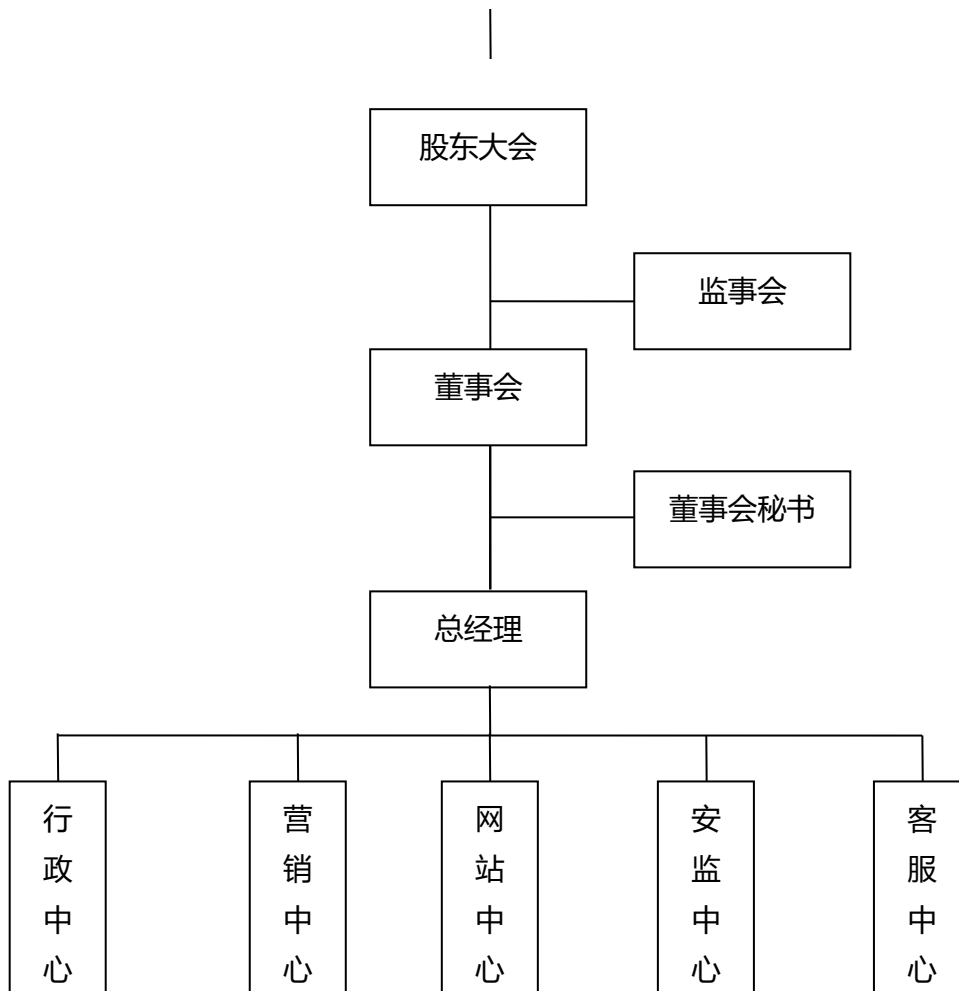 股东大会
监事会
董事会
董事会秘书
总经理
行政中心
营销中心
网站中心
安监中心
客服中心